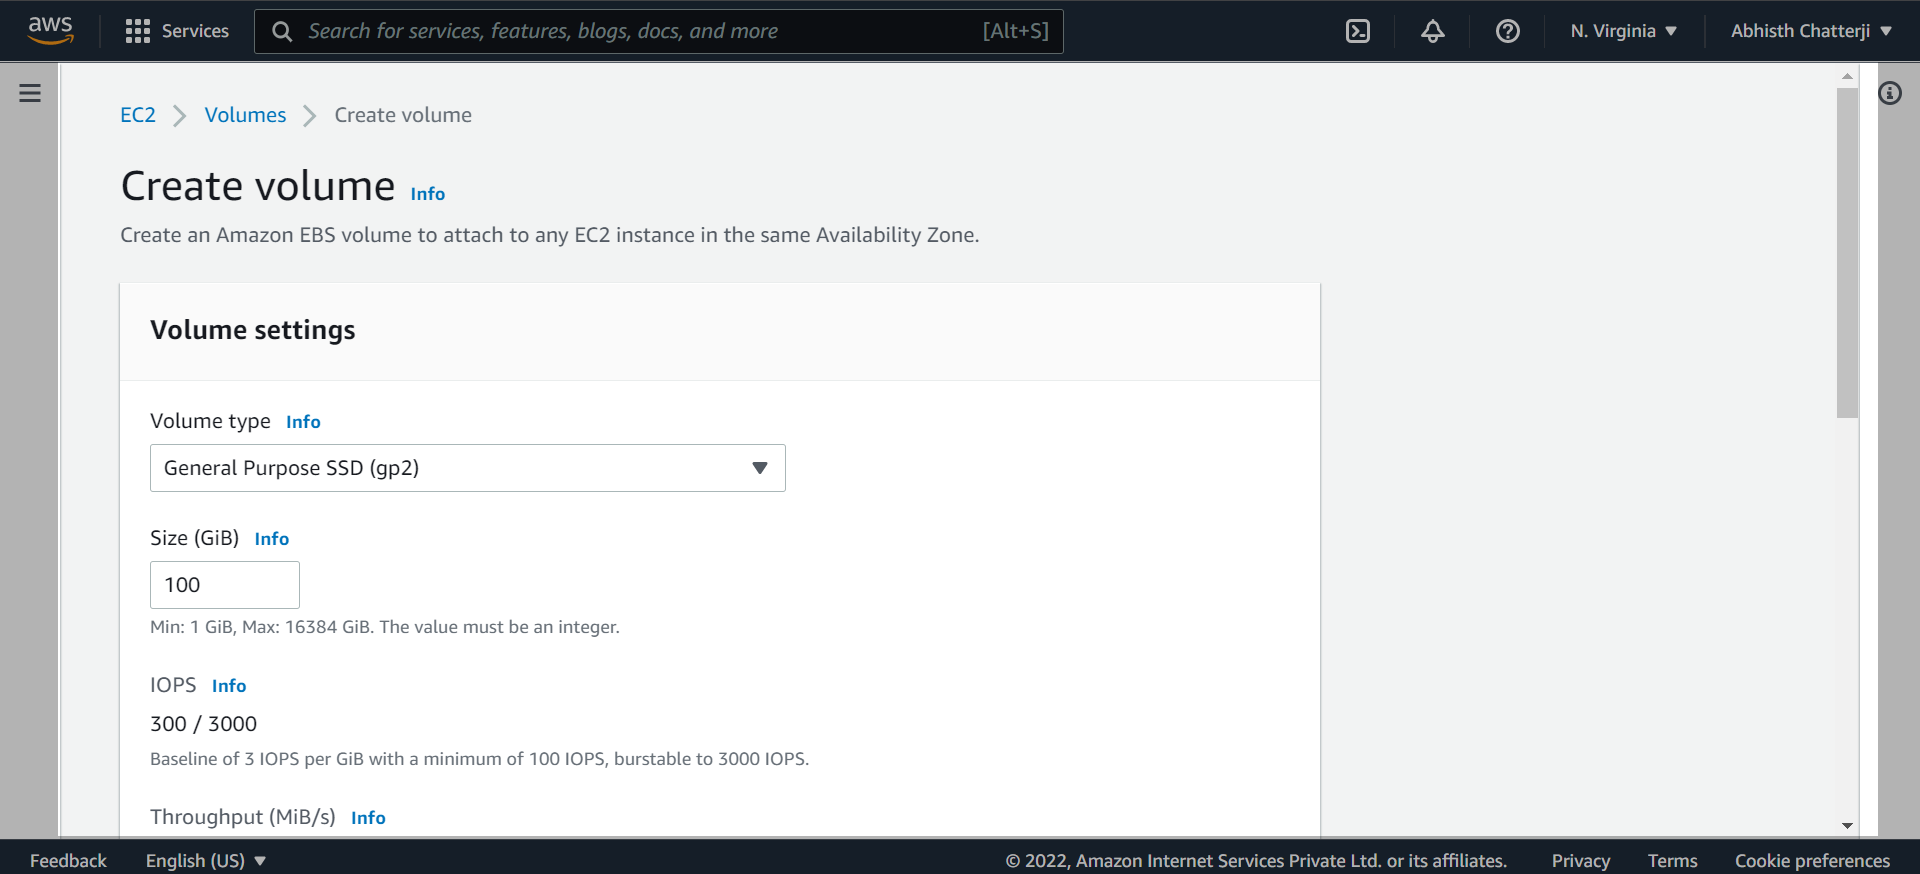 aws Services Search for services, features, blogs, docs, and more [Alt+S] N. Virginia Abhisth Chatterji
EC2 Volumes Create volume
Create volume Info
Create an Amazon EBS volume to attach to any EC2 instance in the same Availability Zone.
Volume settings
Volume type Info
General Purpose SSD (gp2)
Size (GiB) Info
100
Min: 1 GiB, Max: 16384 GiB. The value must be an integer.
IOPS Info
300 / 3000
Baseline of 3 IOPS per GiB with a minimum of 100 IOPS, burstable to 3000 IOPS.
Throughput (MiB/s) Info
Feedback English (US) © 2022, Amazon Internet Services Private Ltd. or its affiliates. Privacy Terms Cookie preferences